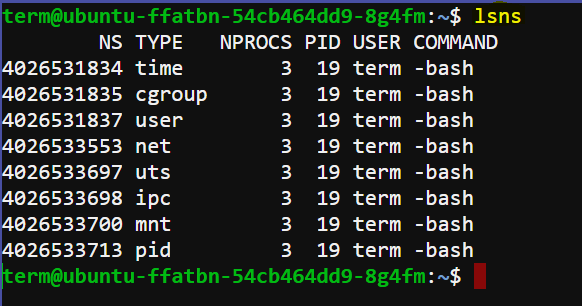 term@ubuntu-ffatbn-54cb464dd9-8g4fm:~$ lsns
        NS TYPE   NPROCS PID USER COMMAND
4026531834 time        3  19 term -bash
4026531835 cgroup      3  19 term -bash
4026531837 user        3  19 term -bash
4026533553 net         3  19 term -bash
4026533697 uts         3  19 term -bash
4026533698 ipc         3  19 term -bash
4026533700 mnt         3  19 term -bash
4026533713 pid         3  19 term -bash
term@ubuntu-ffatbn-54cb464dd9-8g4fm:~$